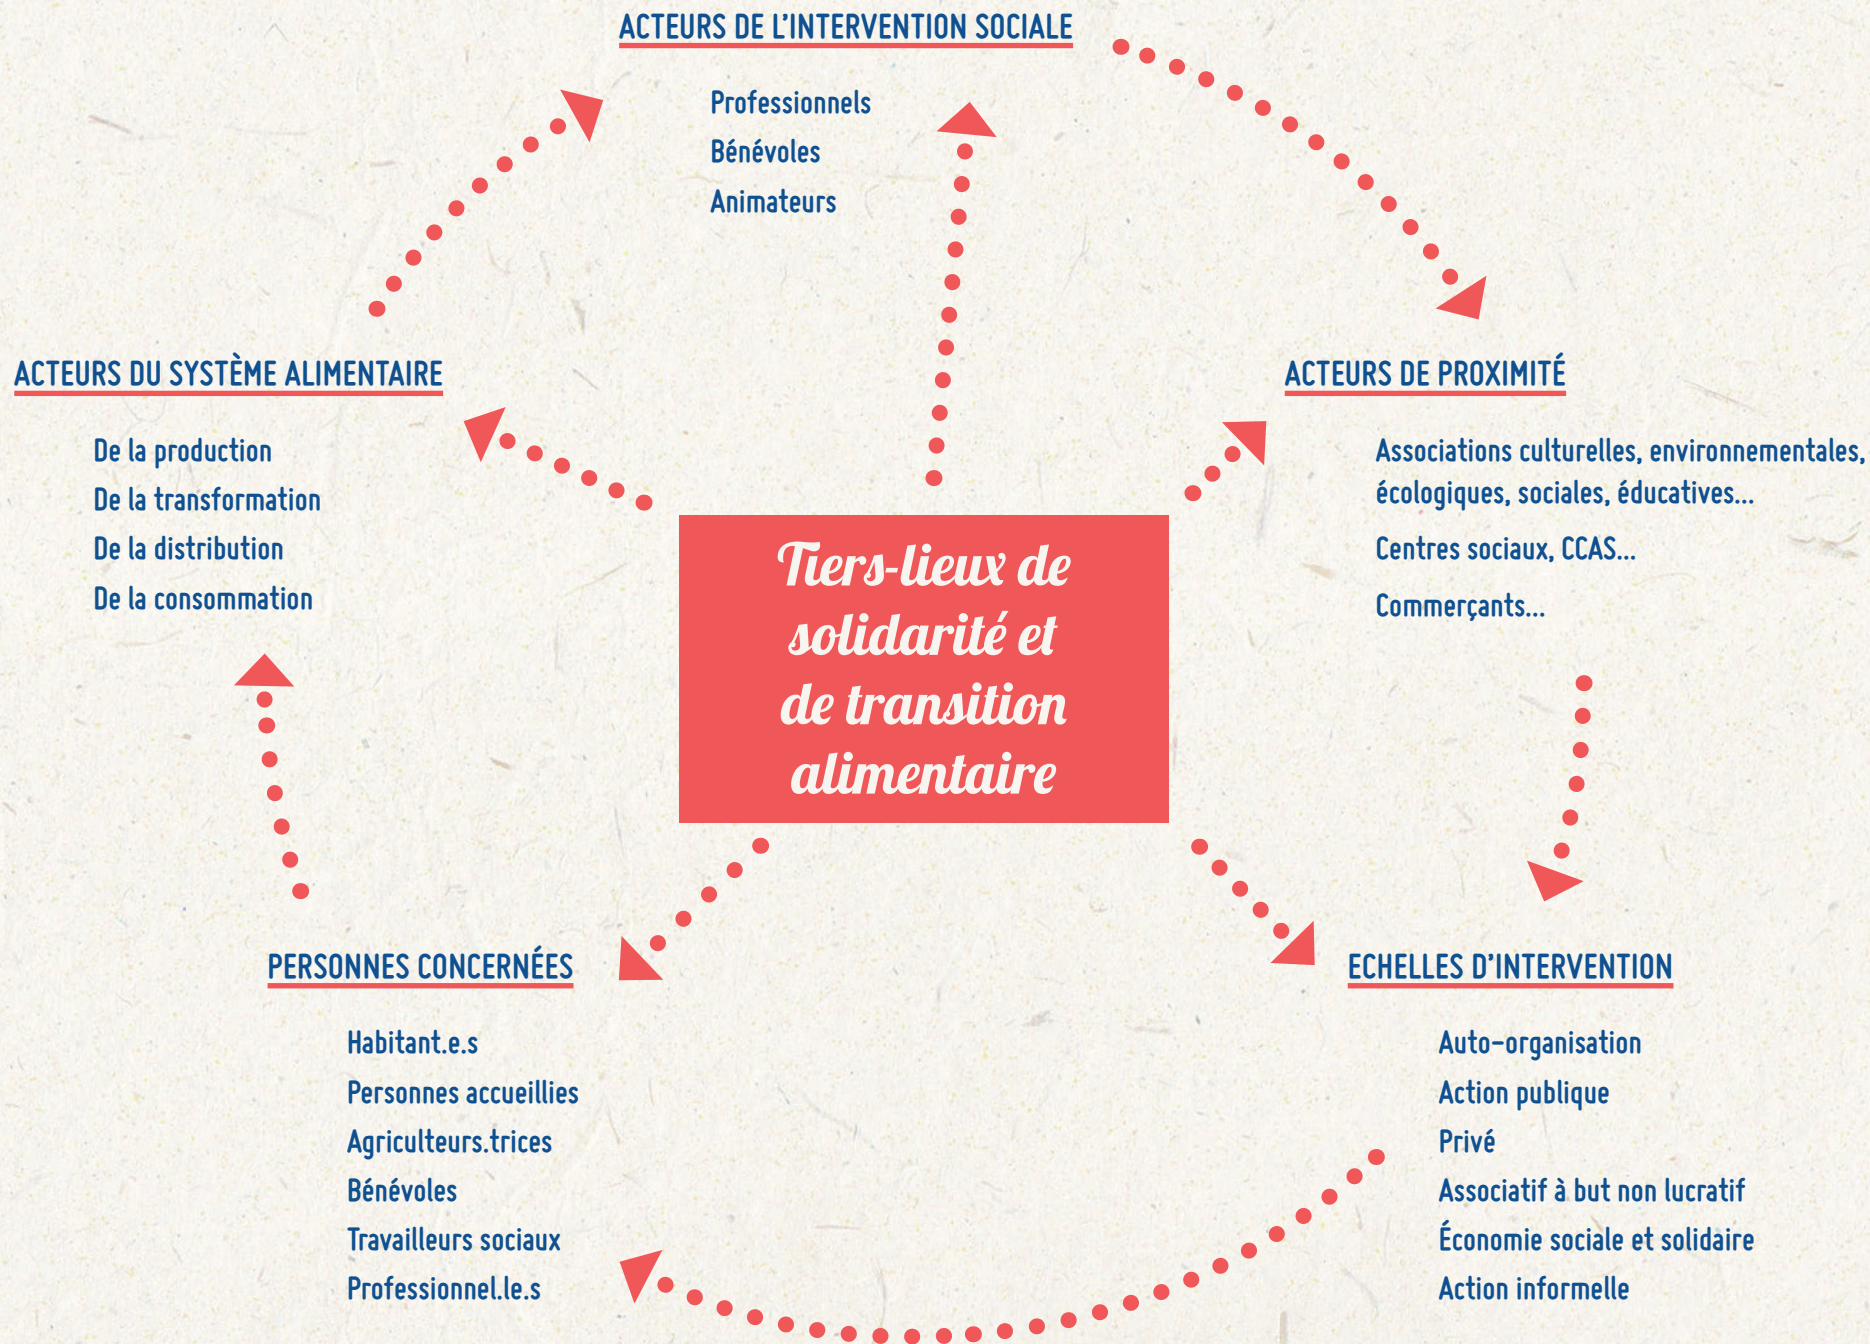 ACTEURS DE L'INTERVENTION SOCIALE
Professionnels
Bénévoles
Animateurs
ACTEURS DU SYSTÈME ALIMENTAIRE
De la production
De la transformation
De la distribution
De la consommation
ACTEURS DE PROXIMITÉ
Associations culturelles, environnementales,
écologiques, sociales, éducatives...
Centres sociaux, CCAS...
Commerçants...
Tiers-lieux de
solidarité et
de transition
alimentaire
PERSONNES CONCERNÉES
Habitant.e.s
Personnes accueillies
Agriculteurs.trices
Bénévoles
Travailleurs sociaux
Professionnel.le.s
ECHELLES D'INTERVENTION
Auto-organisation
Action publique
Privé
Associatif à but non lucratif
Économie sociale et solidaire
Action informelle